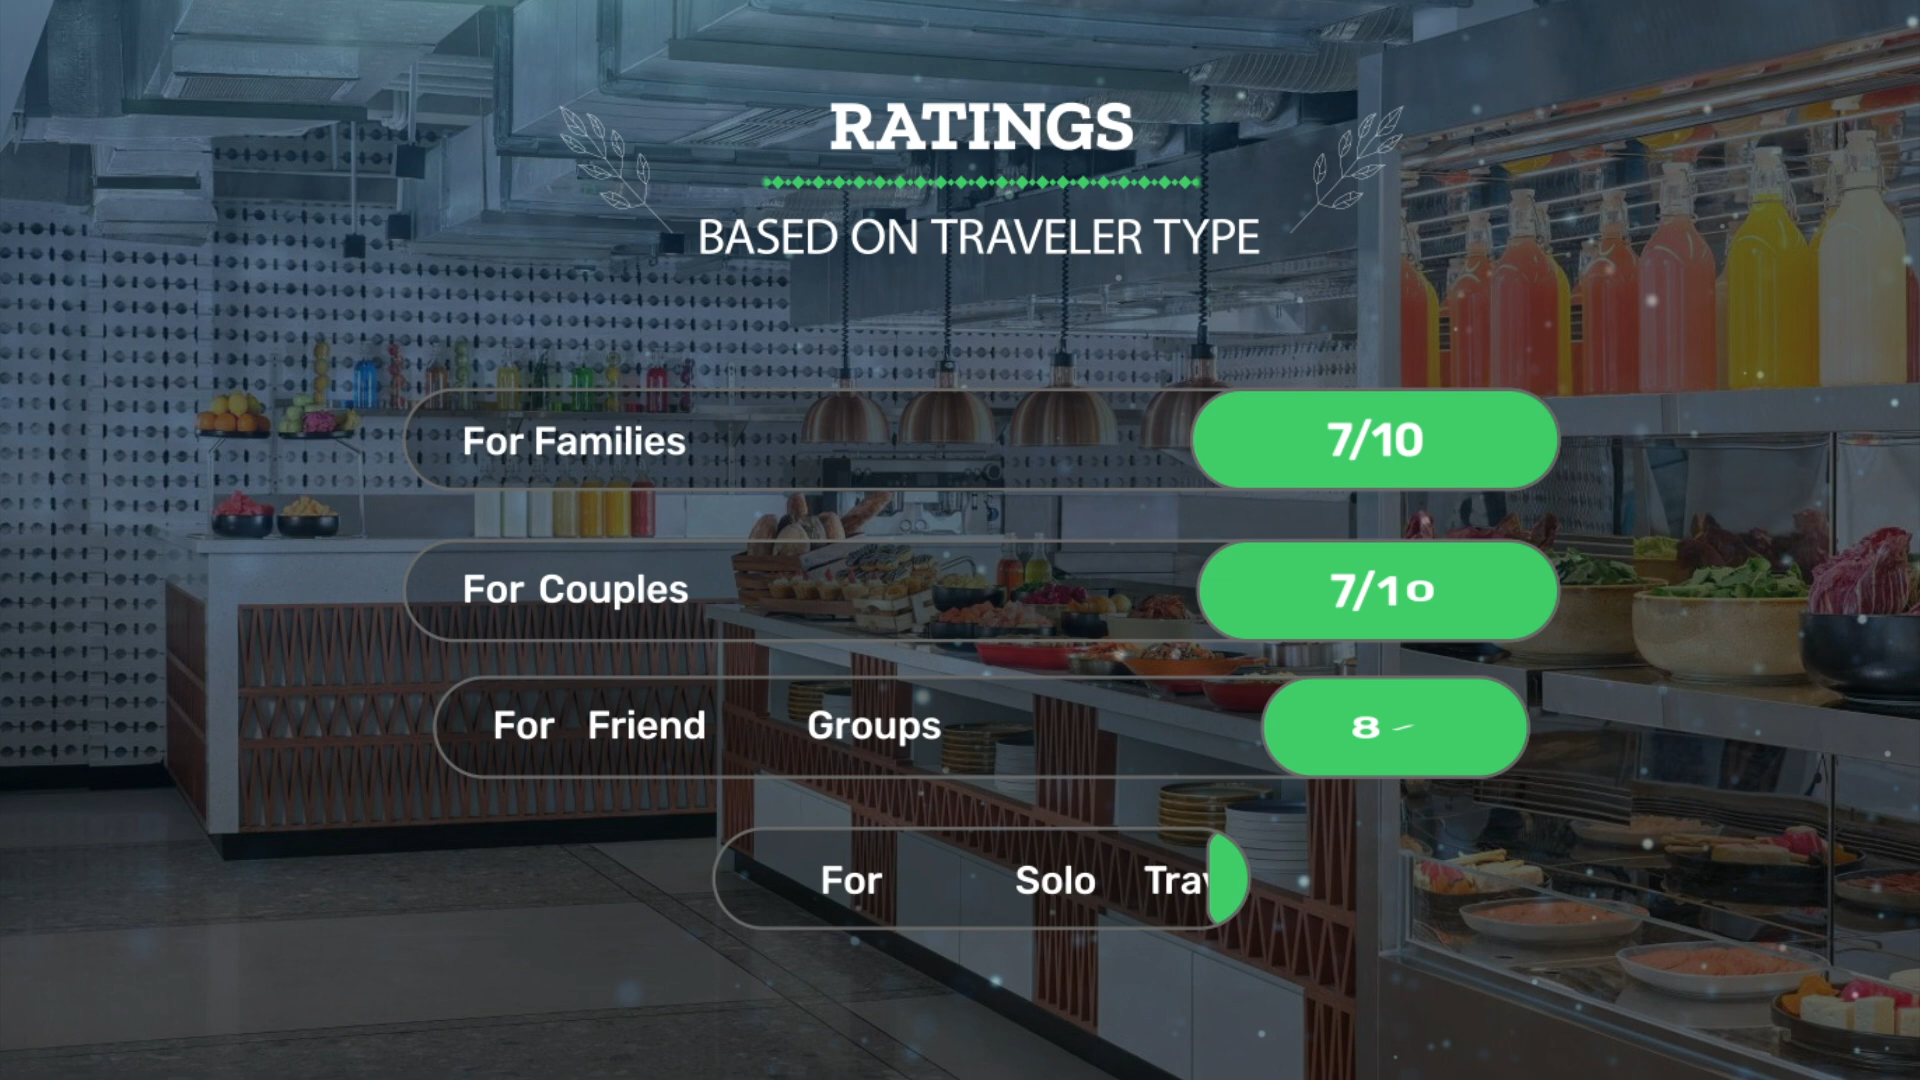 RATINGS
BASED ON TRAVELER TYPE
For Families 7/10
For Couples 7/10
For Friend Groups 8
For Solo